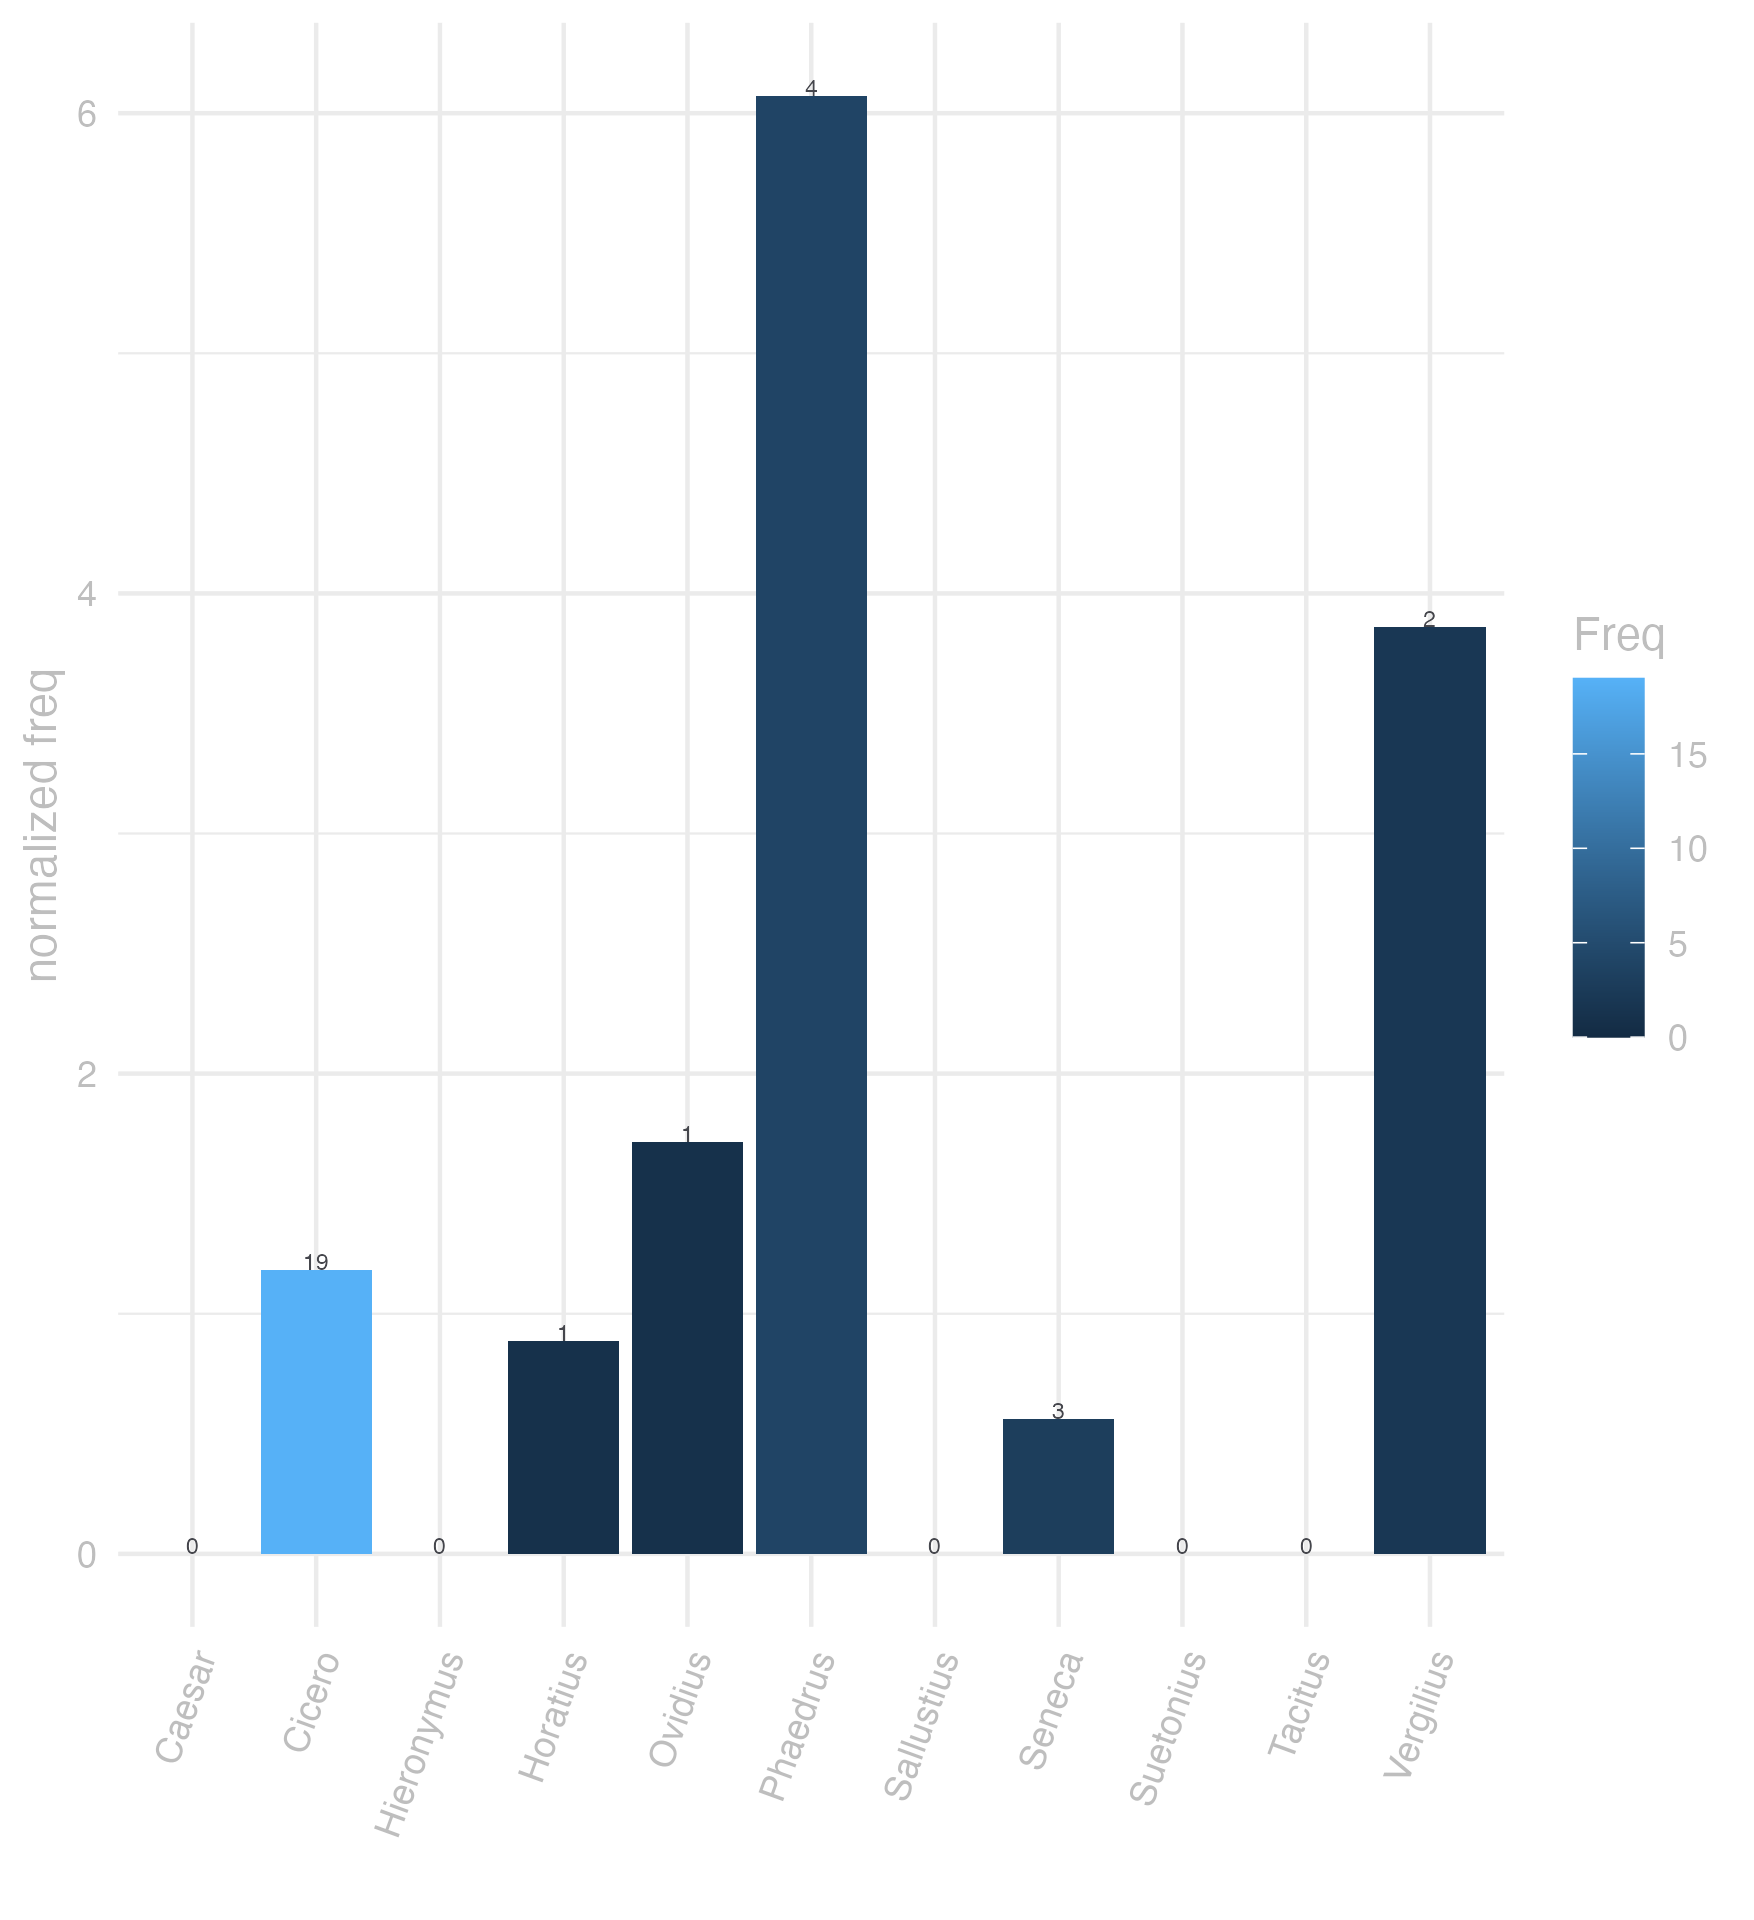 4
6
4
2
Freq
15
10
5
0
normalized freq
2
1
19
1
3
0
0
0
0
0
0
Caesar
Cicero
Hieronymus
Horatius
Ovidius
Phaedrus
Sallustius
Seneca
Suetonius
Tacitus
Vergilius